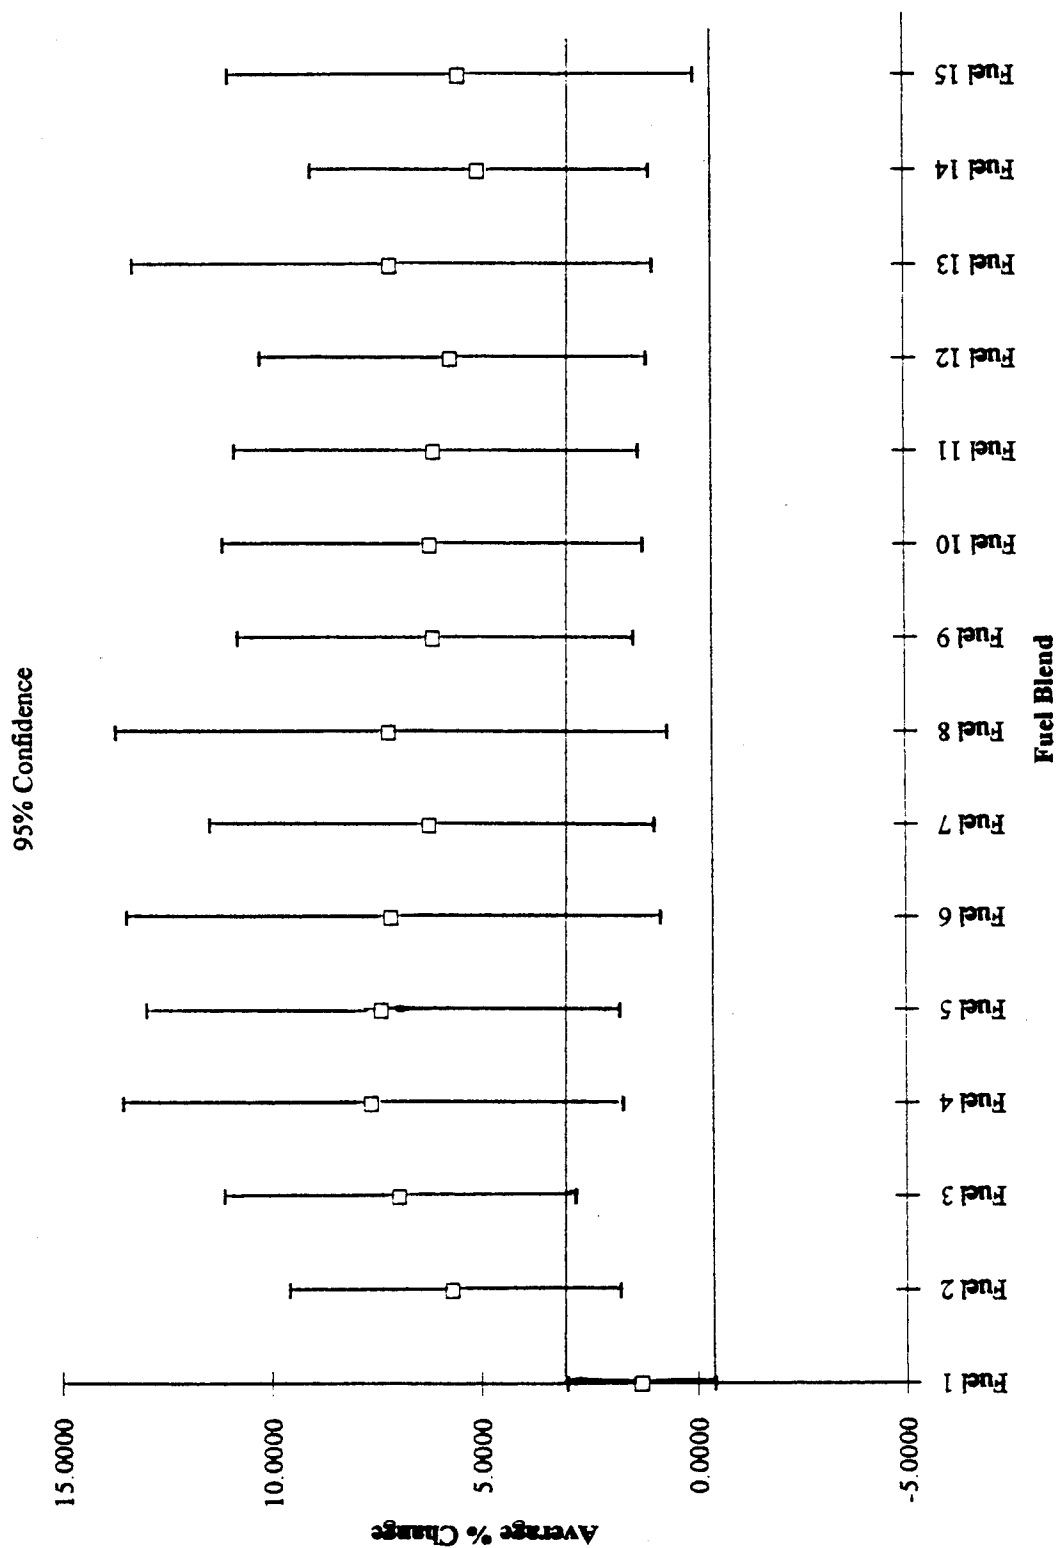 95% Confidence
15.0000
10.0000
5.0000
0.0000
-5.0000
Average % Change
Fuel 1
Fuel 2
Fuel 3
Fuel 4
Fuel 5
Fuel 6
Fuel 7
Fuel 8
Fuel 9
Fuel 10
Fuel 11
Fuel 12
Fuel 13
Fuel 14
Fuel 15
Fuel Blend